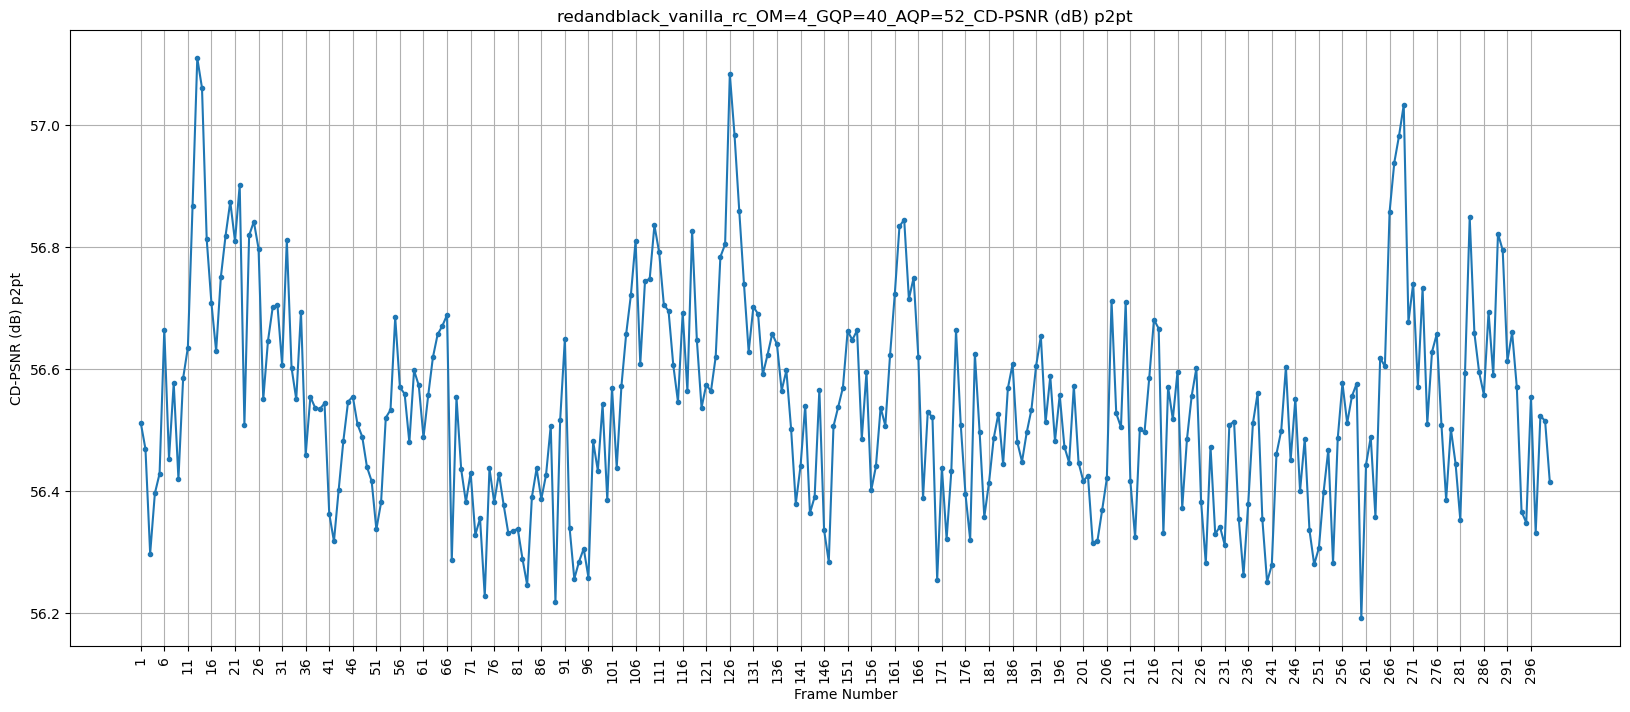 redandblack_vanilla_rc_OM=4_GQP=40_AQP=52_CD-PSNR (dB) p2pt
57.0
56.8
56.6
56.4
56.2
CD-PSNR (dB) p2pt
1 6 11 16 21 26 31 36 41 46 51 56 61 66 71 76 81 86 91 96 101 106 111 116 121 126 131 136 141 146 151 156 161 166 171 176 181 186 191 196 201 206 211 216 221 226 231 236 241 246 251 256 261 266 271 276 281 286 291 296
Frame Number